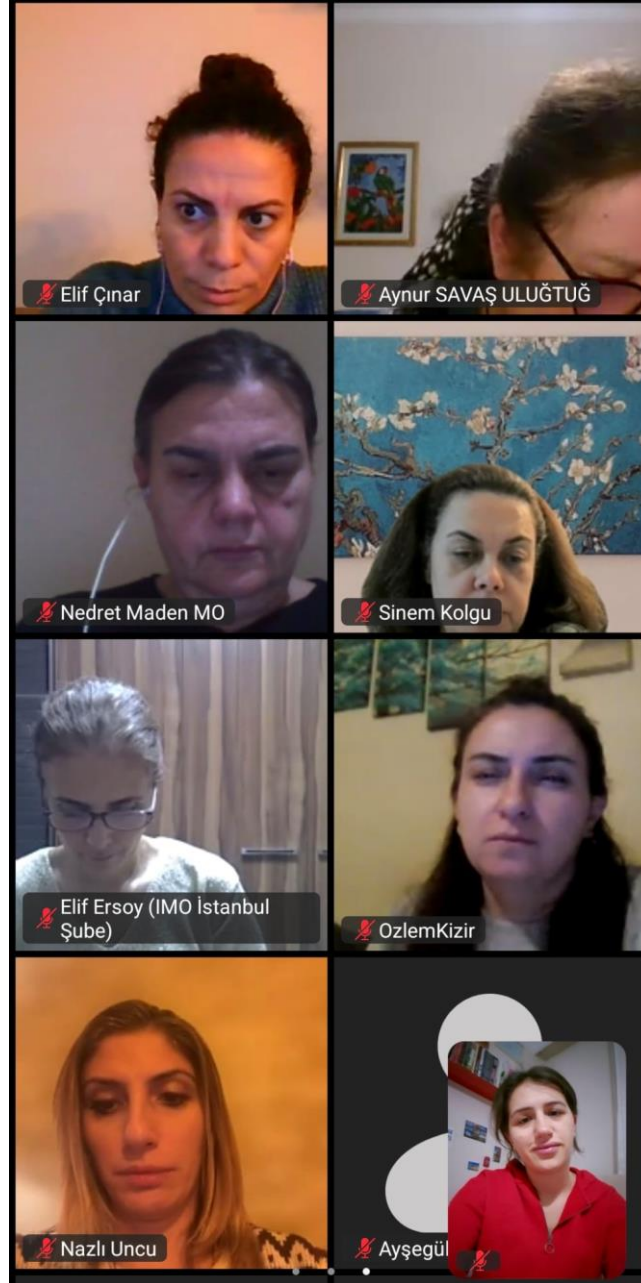 Elif Çınar
Aynur SAVAŞ ULUĞTUĞ
Nedret Maden MO
Sinem Kolgu
Elif Ersoy (IMO İstanbul
Şube)
OzlemKizir
Nazlı Uncu
Ayşegül